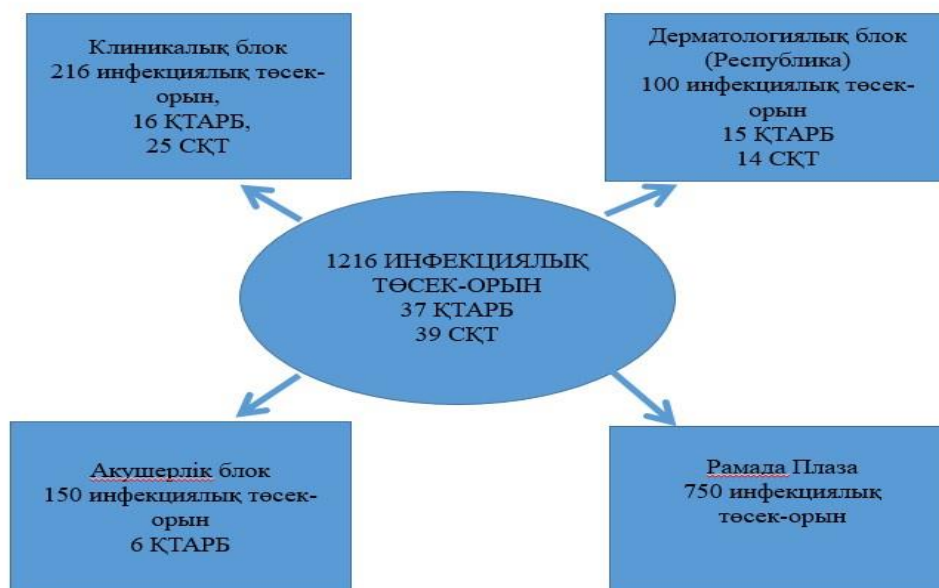 Клиникалық блок
216 инфекциялық төсек-
орын,
16 ҚТАРБ,
25 СҚТ
Дерматологиялық блок
(Республика)
100 инфекциялық төсек-
орын
15 ҚТАРБ
14 СҚТ
1216 ИНФЕКЦИЯЛЫҚ
ТӨСЕК-ОРЫН
37 ҚТАРБ
39 СҚТ
Акушерлік блок
150 инфекциялық төсек-
орын
6 ҚТАРБ
Рамада Плаза
750 инфекциялық
төсек-орын